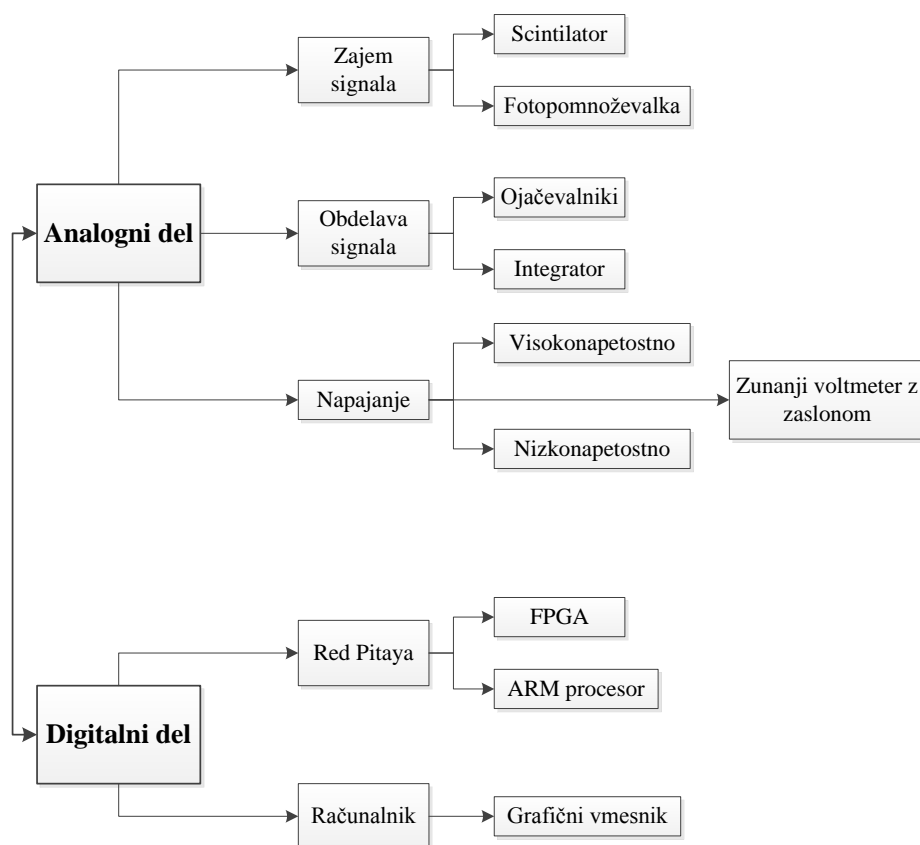 Zajem
signala
Scintilator
Fotopomnoževalka
Analogni del
Obdelava
signala
Ojačevalniki
Integrator
Napajanje
Visokonapetostno
Nizkonapetostno
Zunanji voltmeter z
zaslonom
Digitalni del
Red Pitaya
FPGA
ARM procesor
Računalnik
Grafični vmesnik